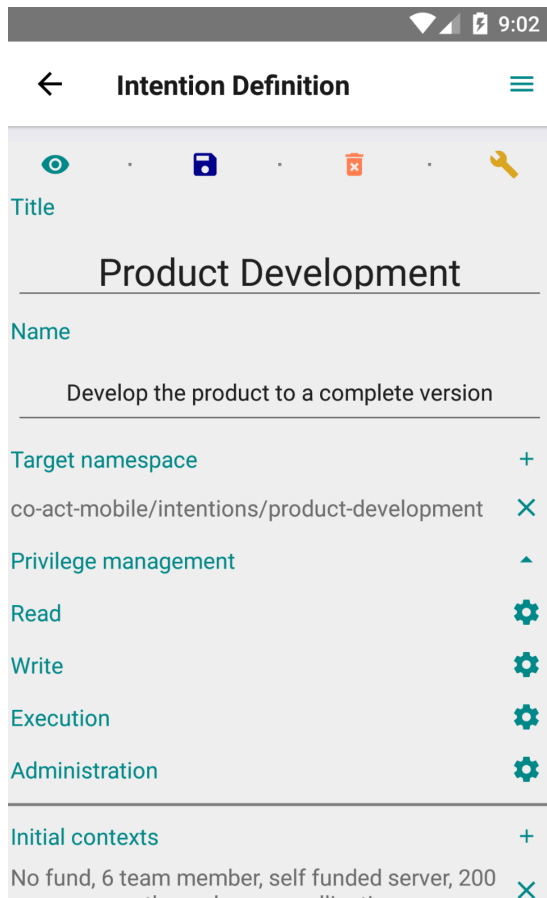 9:02
Intention Definition
Title
Product Development
Name
Develop the product to a complete version
Target namespace
co-act-mobile/intentions/product-development
Privilege management
Read
Write
Execution
Administration
Initial contexts
No fund, 6 team member, self funded server, 200